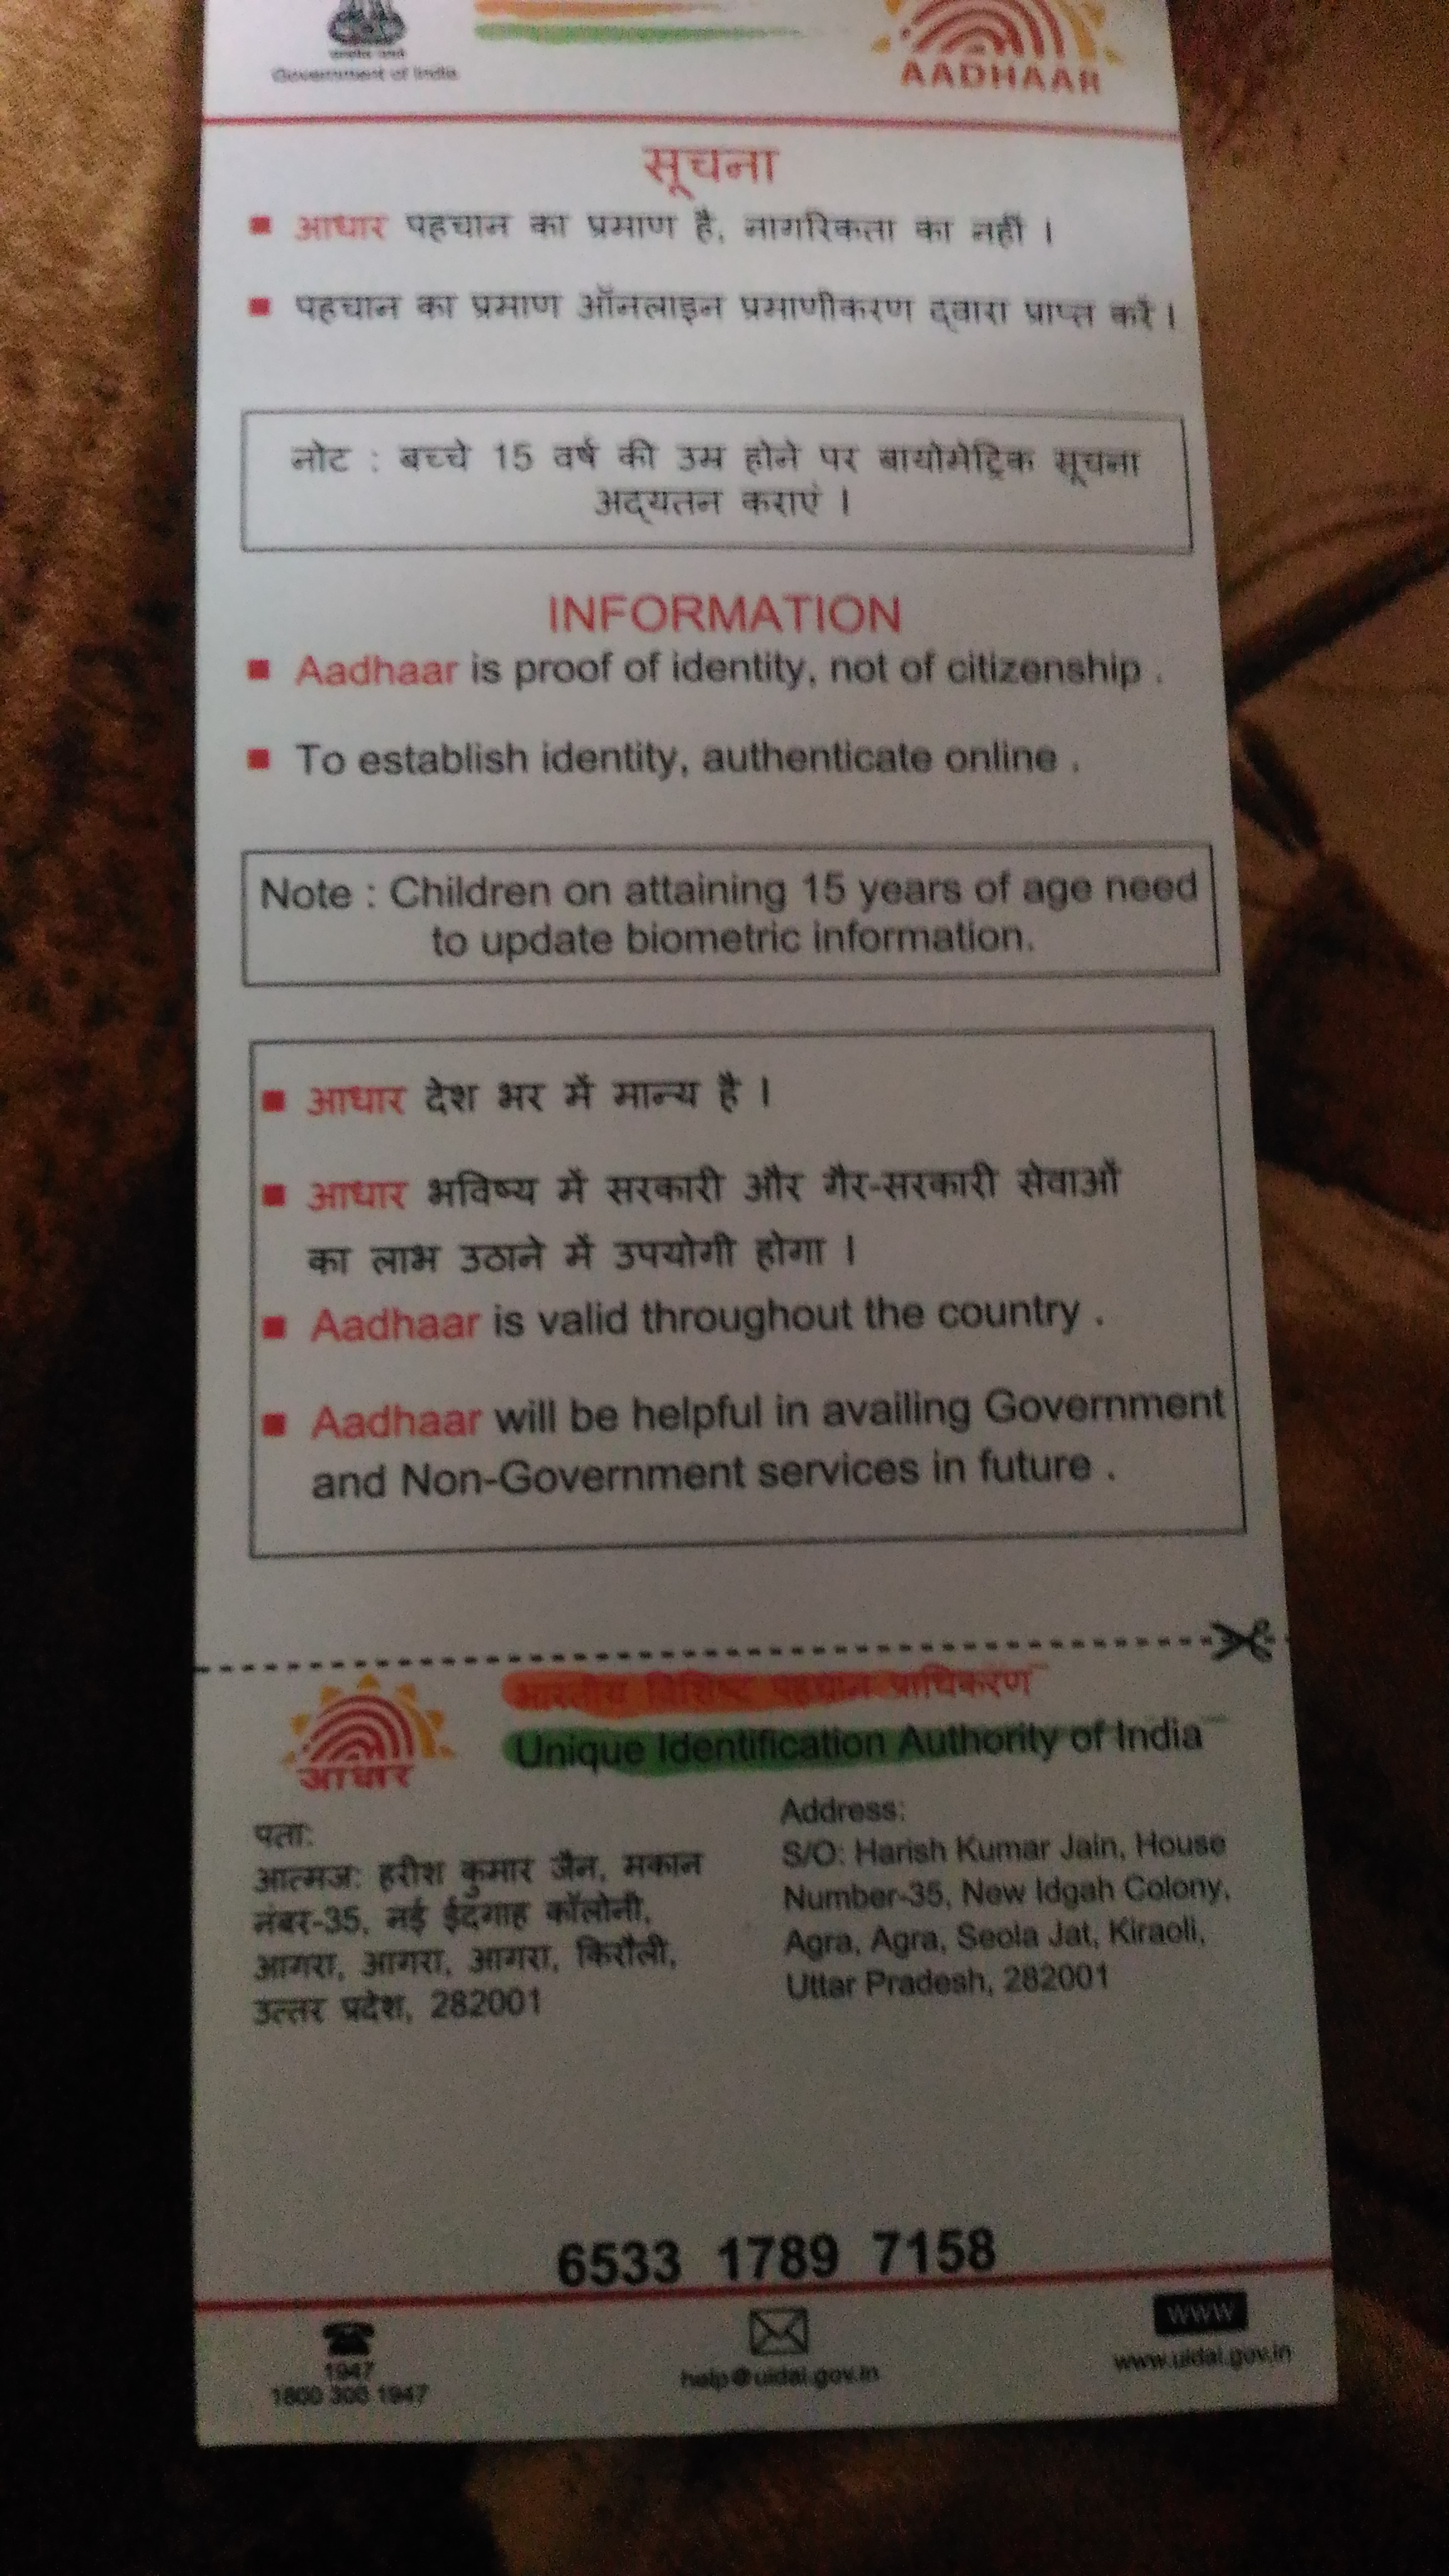 Government of India
AADHAAR
सूचना
आधार पहचान का प्रमाण है, नागरिकता का नहीं ।
पहचान का प्रमाण ऑनलाइन प्रमाणीकरण द्वारा प्राप्त करें ।
नोट : बच्चे 15 वर्ष की उम्र होने पर बायोमेट्रिक सूचना
अद्यतन कराएं ।
INFORMATION
Aadhaar is proof of identity, not of citizenship .
To establish identity, authenticate online .
Note : Children on attaining 15 years of age need
to update biometric information.
आधार देश भर में मान्य है ।
आधार भविष्य में सरकारी और गैर-सरकारी सेवाओं
का लाभ उठाने में उपयोगी होगा ।
Aadhaar is valid throughout the country .
Aadhaar will be helpful in availing Government
and Non-Government services in future .
भारतीय विशिष्ट पहचान प्राधिकरण
Unique Identification Authority of India
आधार
पता:
आत्मज: हरीश कुमार जैन, मकान
नंबर-35, नई ईदगाह कॉलोनी,
आगरा, आगरा, आगरा, किरौली,
उत्तर प्रदेश, 282001
Address:
S/O: Harish Kumar Jain, House
Number-35, New Idgah Colony,
Agra, Agra, Seola Jat, Kiraoli,
Uttar Pradesh, 282001
6533 1789 7158
1947
1800 300 1947
help@uidai.gov.in
www
www.uidai.gov.in